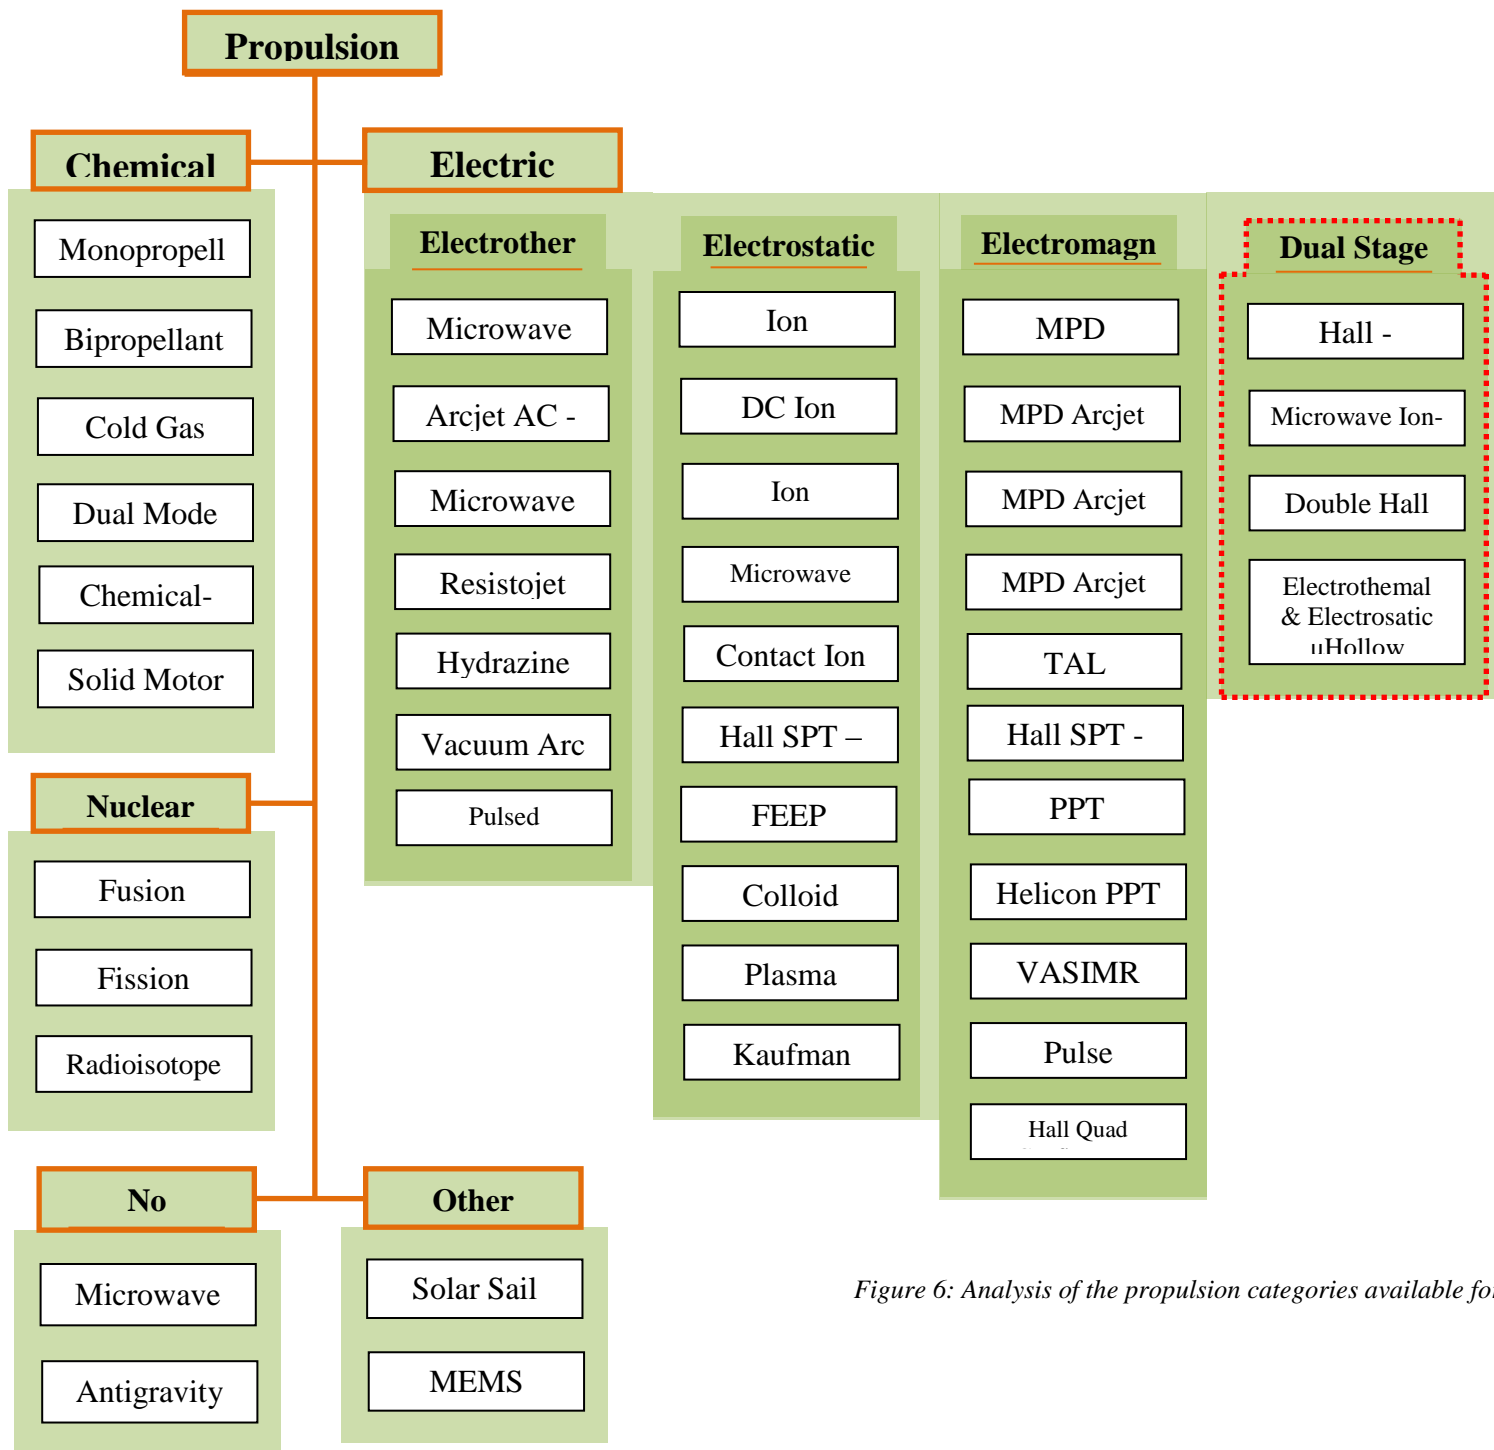 Propulsion
Chemical
Monopropell
Bipropellant
Cold Gas
Dual Mode
Chemical-
Solid Motor
Electric
Electrother
Microwave
Arcjet AC -
Microwave
Resistojet
Hydrazine
Vacuum Arc
Pulsed
Electrostatic
Ion
DC Ion
Ion
Microwave
Contact Ion
Hall SPT –
FEEP
Colloid
Plasma
Kaufman
Electromagn
MPD
MPD Arcjet
MPD Arcjet
MPD Arcjet
TAL
Hall SPT -
PPT
Helicon PPT
VASIMR
Pulse
Hall Quad
Dual Stage
Hall -
Microwave Ion-
Double Hall
Electrothemal
& Electrosatic
µHollow
Nuclear
Fusion
Fission
Radioisotope
No
Microwave
Antigravity
Other
Solar Sail
MEMS
Figure 6: Analysis of the propulsion categories available for